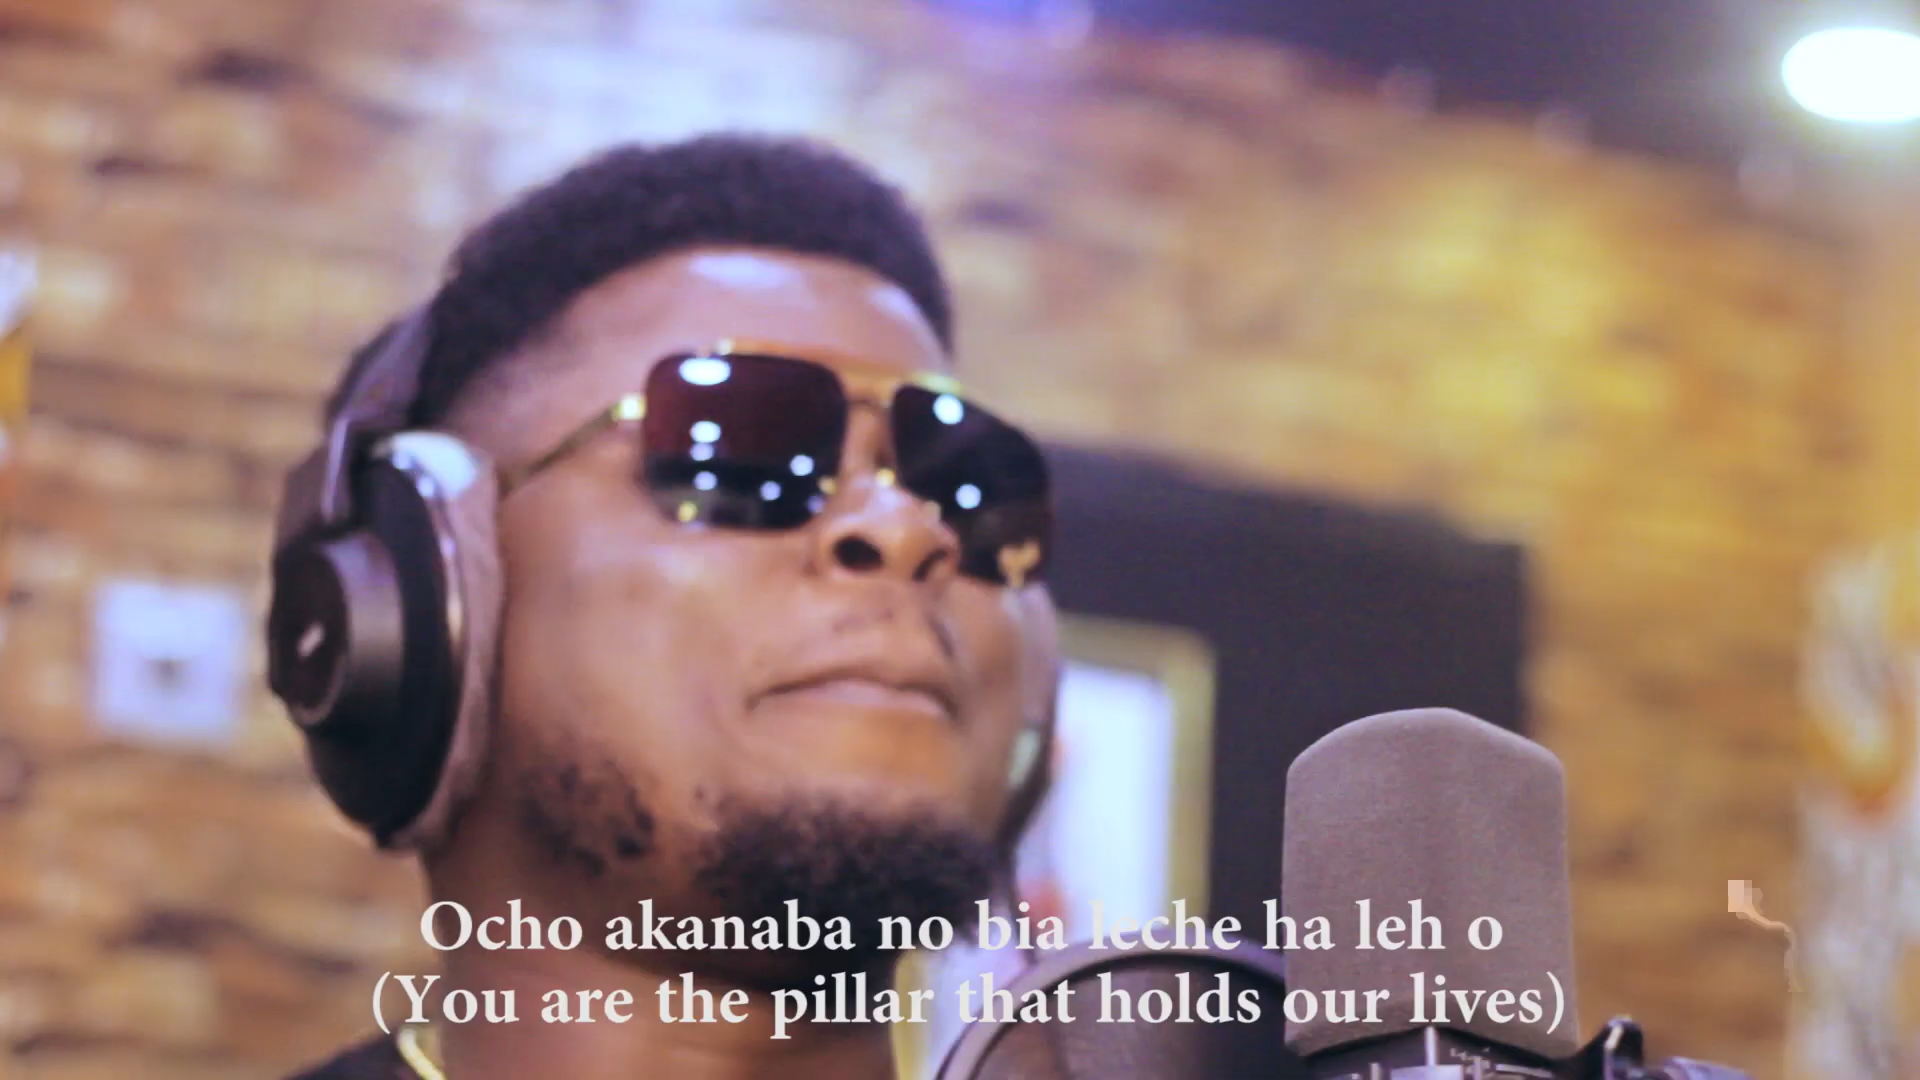 Ocho akanaba no bia leche ha leh o
(You are the pillar that holds our lives)